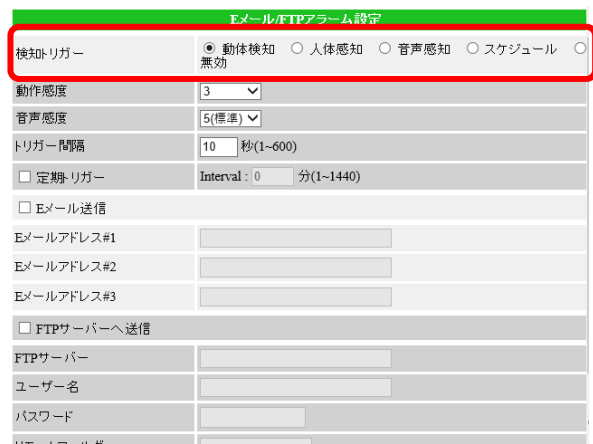 Eメール/FTPアラーム設定
検知トリガー 動体検知 人体感知 音声感知 スケジュール
無効
動作感度 3
音声感度 5(標準)
トリガー間隔 10 秒(1~600)
定期トリガー Interval : 0 分(1~1440)
Eメール送信
Eメールアドレス#1
Eメールアドレス#2
Eメールアドレス#3
FTPサーバーへ送信
FTPサーバー
ユーザー名
パスワード